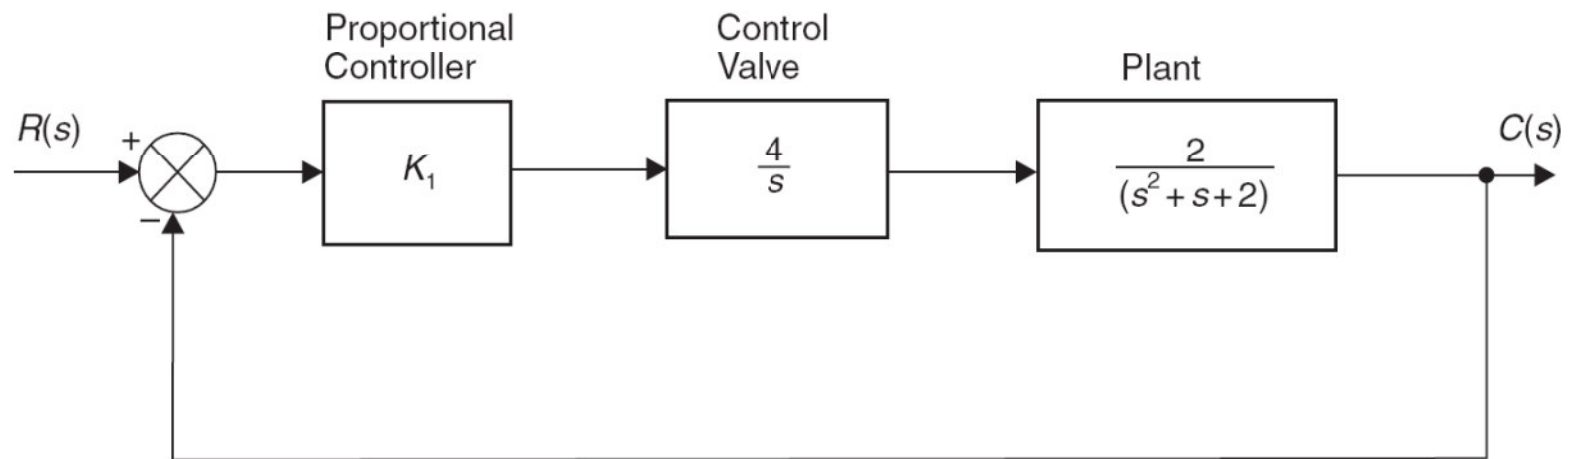 Proportional
Controller
Control
Valve
Plant
R(s)
+
−
K₁
4
s
2
(s² + s + 2)
C(s)